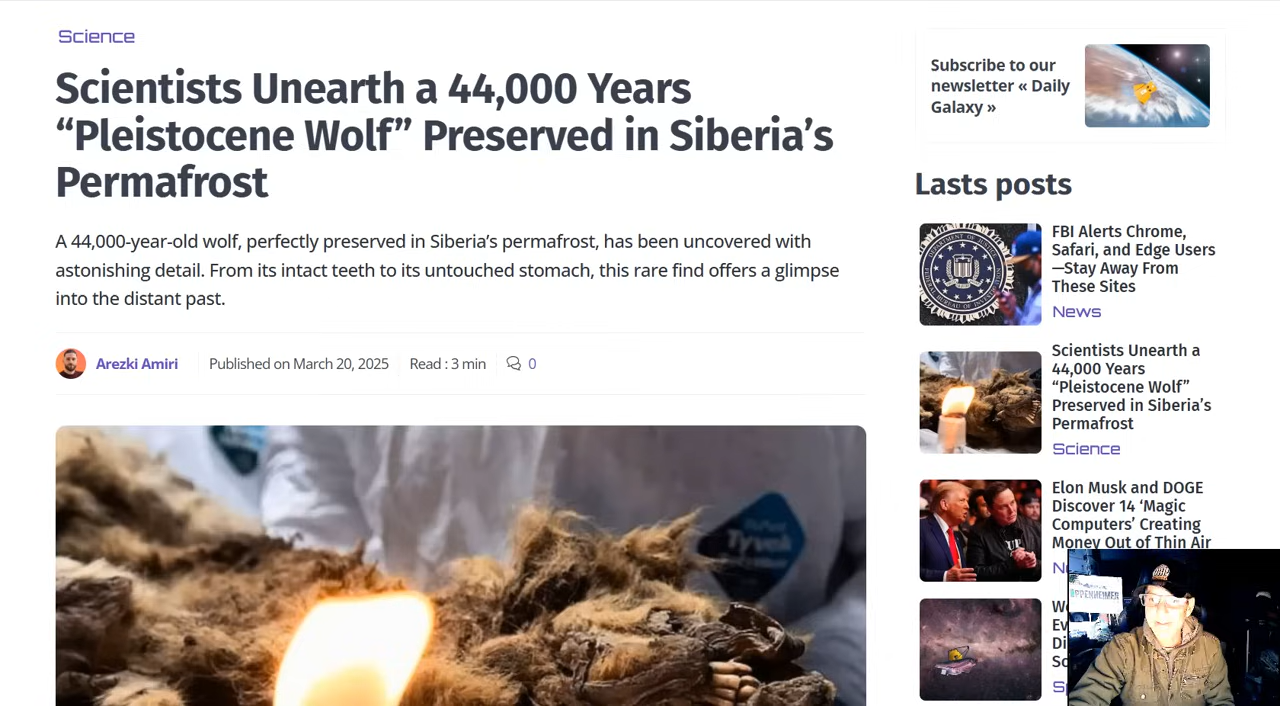 Science
Scientists Unearth a 44,000 Years
“Pleistocene Wolf” Preserved in Siberia’s
Permafrost
A 44,000-year-old wolf, perfectly preserved in Siberia’s permafrost, has been uncovered with
astonishing detail. From its intact teeth to its untouched stomach, this rare find offers a glimpse
into the distant past.
Arezki Amiri
Published on March 20, 2025
Read : 3 min
0
Tyvek
Subscribe to our
newsletter « Daily
Galaxy »
Lasts posts
FBI Alerts Chrome,
Safari, and Edge Users
—Stay Away From
These Sites
News
Scientists Unearth a
44,000 Years
“Pleistocene Wolf”
Preserved in Siberia’s
Permafrost
Science
Elon Musk and DOGE
Discover 14 ‘Magic
Computers’ Creating
Money Out of Thin Air
OPPENHEIMER